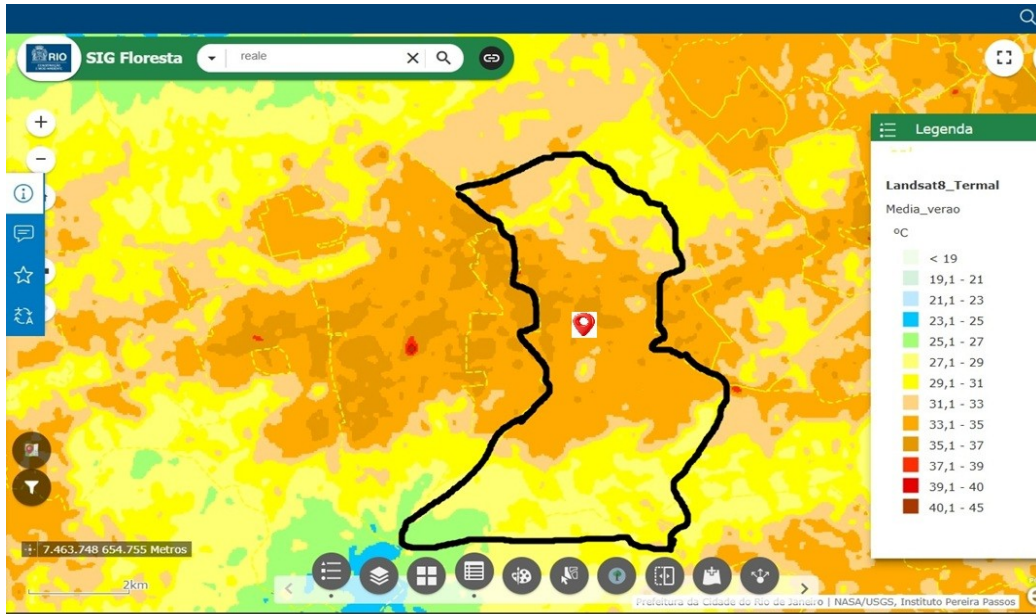 RIO
SIG Floresta
reale
Legenda
Landsat8_Termal
Media_verao
ºC
< 19
19,1 - 21
21,1 - 23
23,1 - 25
25,1 - 27
27,1 - 29
29,1 - 31
31,1 - 33
33,1 - 35
35,1 - 37
37,1 - 39
39,1 - 40
40,1 - 45
7.463.748 654.755 Metros
2km
Prefeitura da Cidade do Rio de Janeiro | NASA/USGS, Instituto Pereira Passos